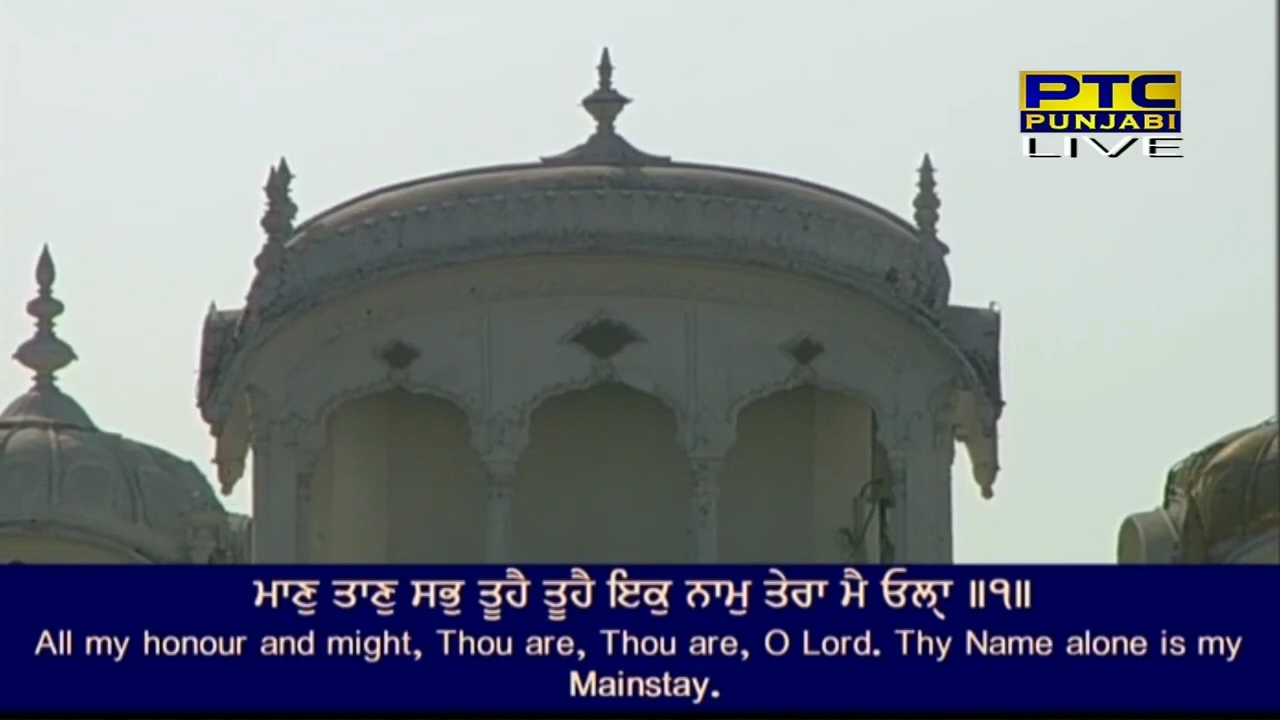 PTC
PUNJABI
LIVE
ਮਾਣੁ ਤਾਣੁ ਸਭੁ ਤੂਹੈ ਤੂਹੈ ਇਕੁ ਨਾਮੁ ਤੇਰਾ ਮੈ ਓਲ੍ਹਾ ॥੧॥
All my honour and might, Thou are, Thou are, O Lord. Thy Name alone is my
Mainstay.